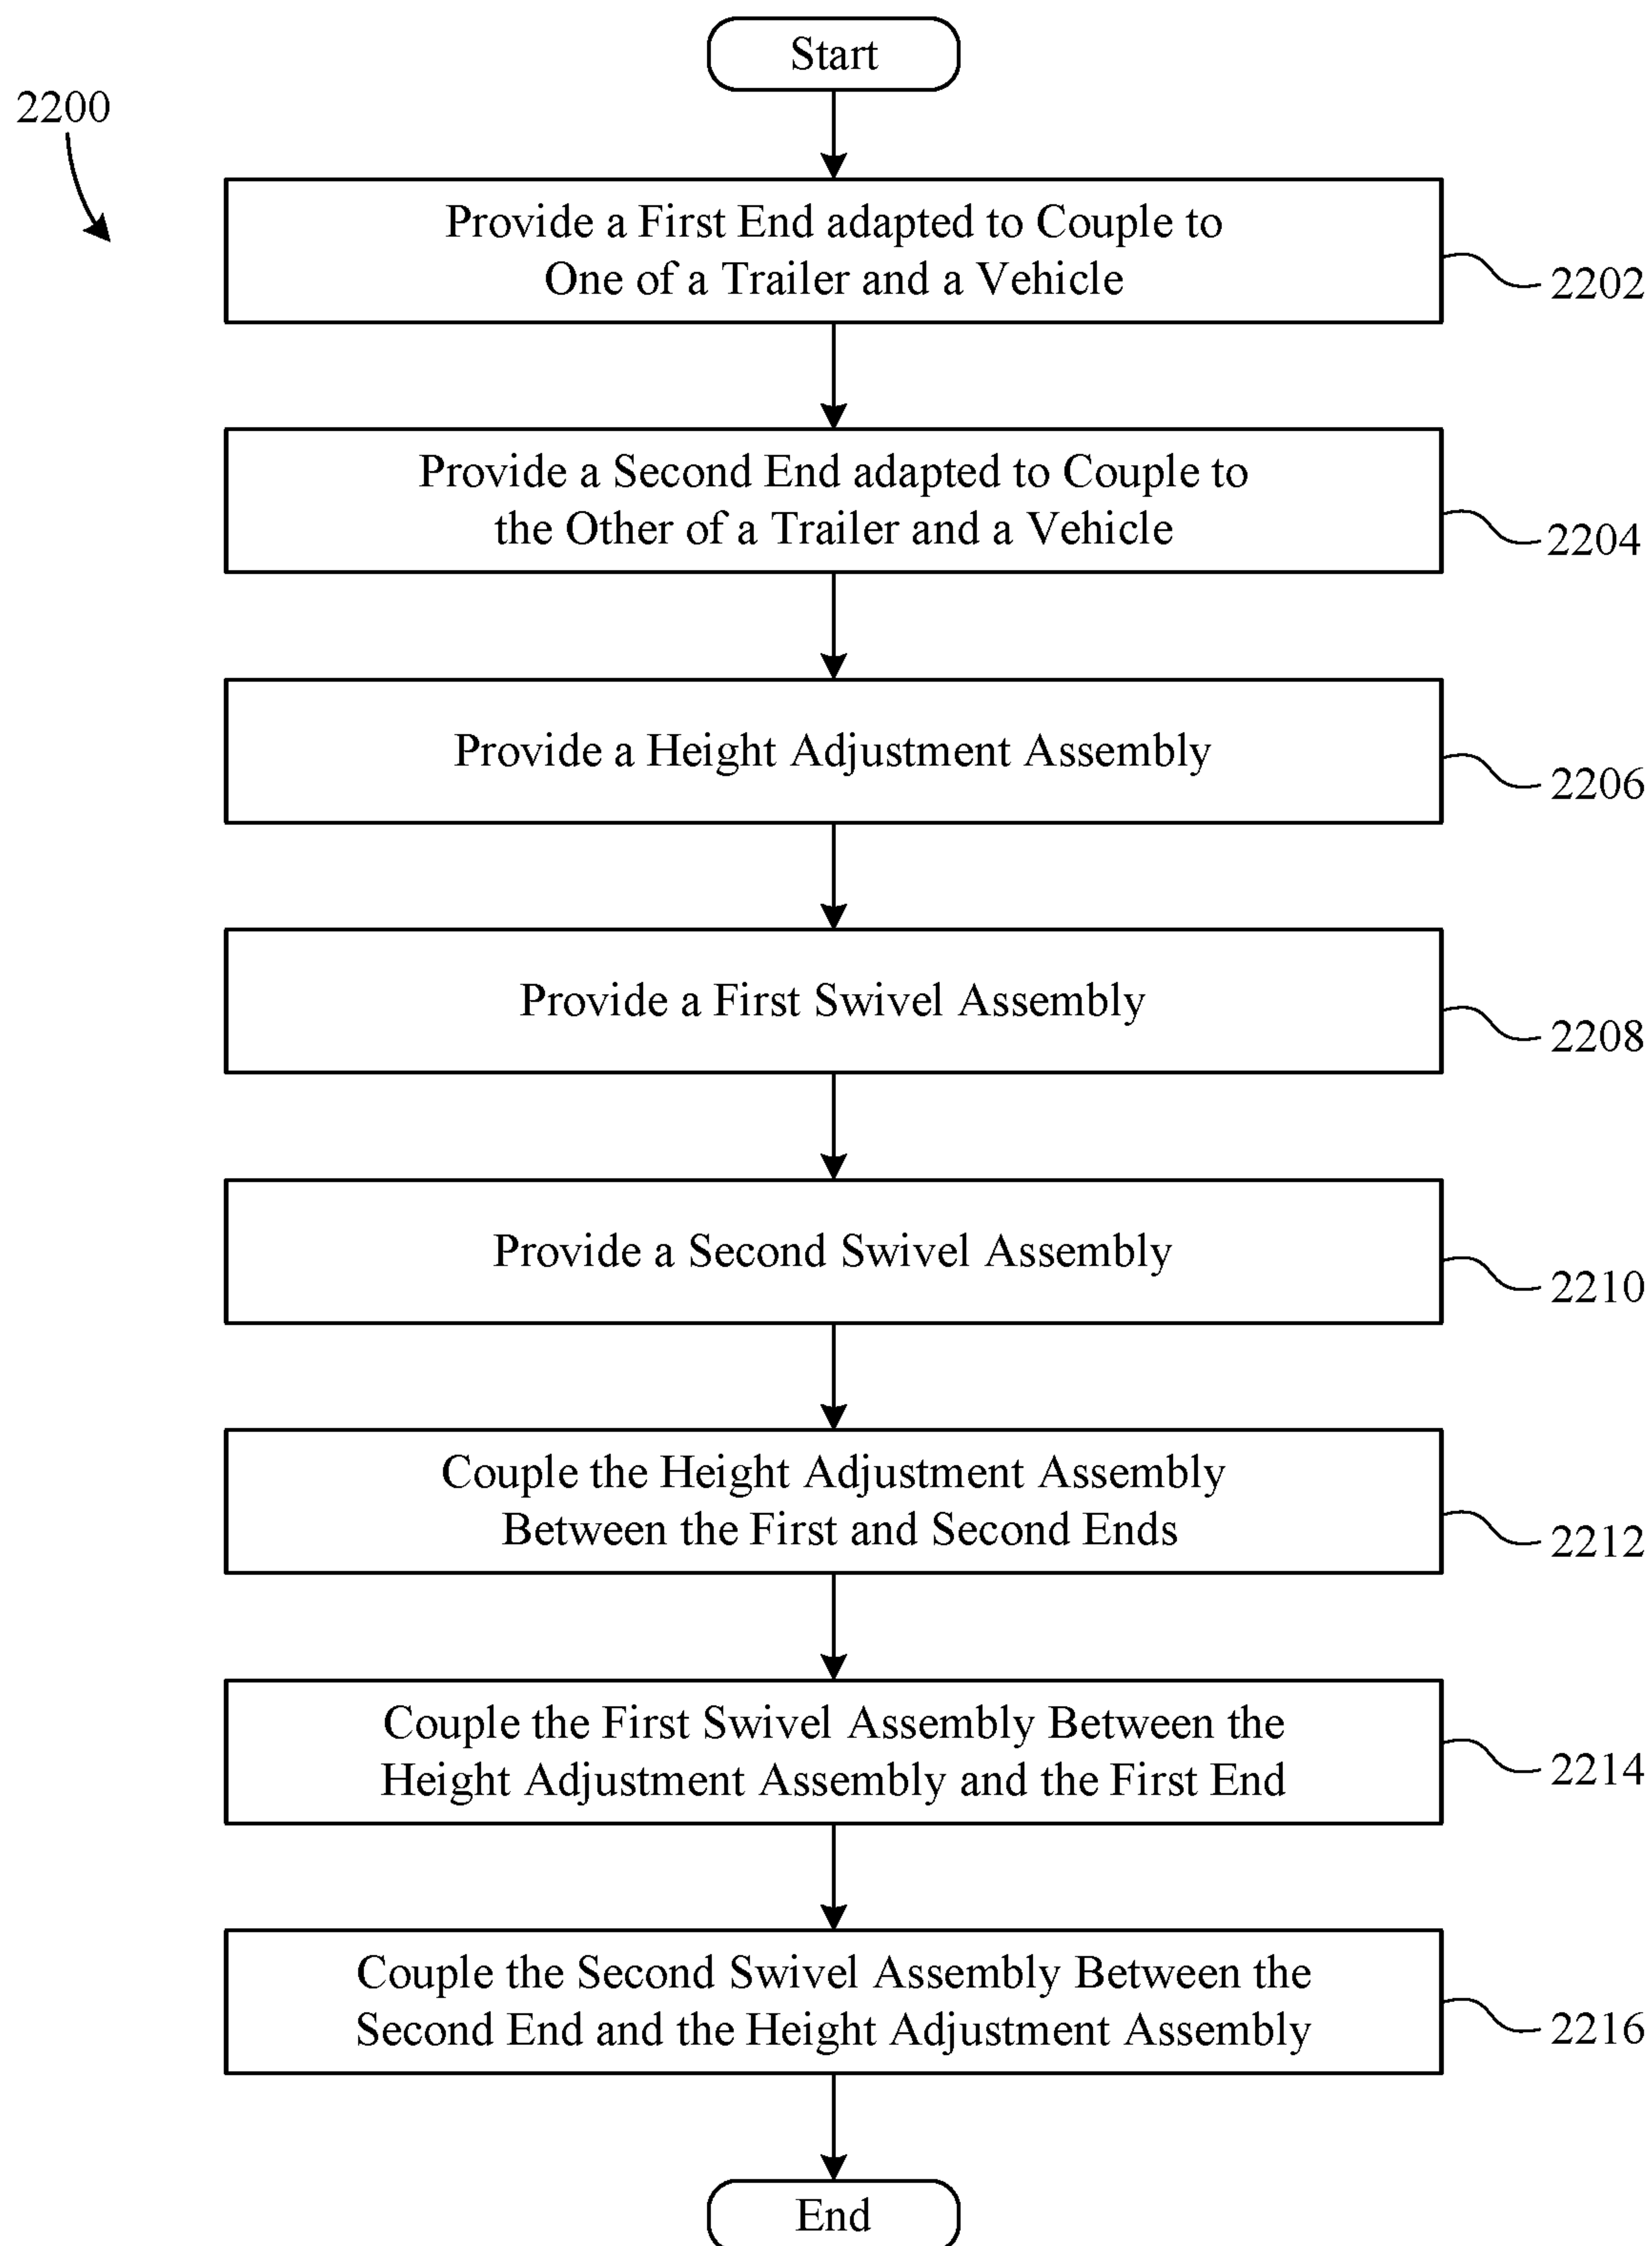 Start
2200
Provide a First End adapted to Couple to
One of a Trailer and a Vehicle
2202
Provide a Second End adapted to Couple to
the Other of a Trailer and a Vehicle
2204
Provide a Height Adjustment Assembly
2206
Provide a First Swivel Assembly
2208
Provide a Second Swivel Assembly
2210
Couple the Height Adjustment Assembly
Between the First and Second Ends
2212
Couple the First Swivel Assembly Between the
Height Adjustment Assembly and the First End
2214
Couple the Second Swivel Assembly Between the
Second End and the Height Adjustment Assembly
2216
End